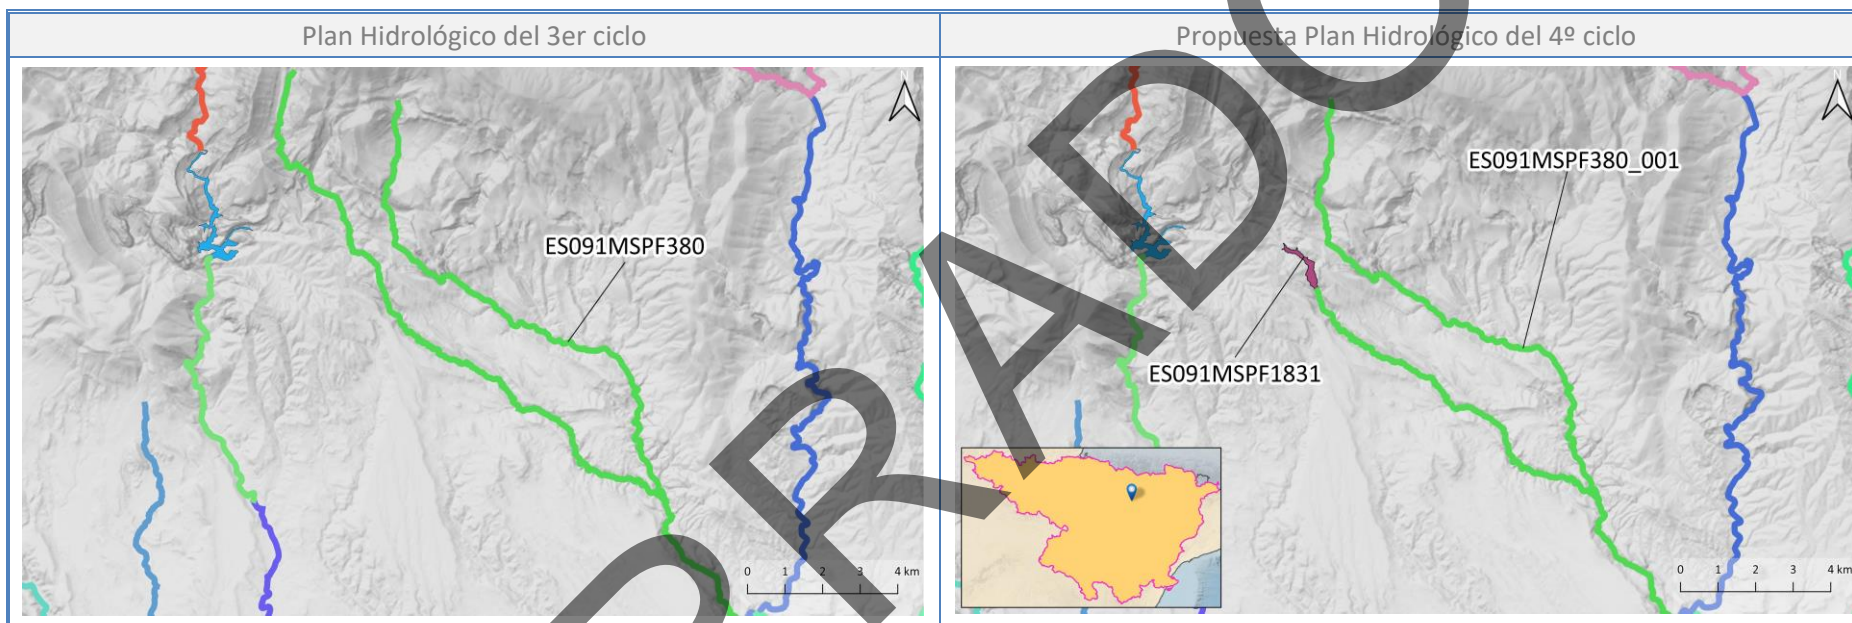 Plan Hidrológico del 3er ciclo
Propuesta Plan Hidrológico del 4º ciclo
N
ES091MSPF380
0 1 2 3 4 km
ES091MSPF380_001
ES091MSPF1831
0 1 2 3 4 km
RADO